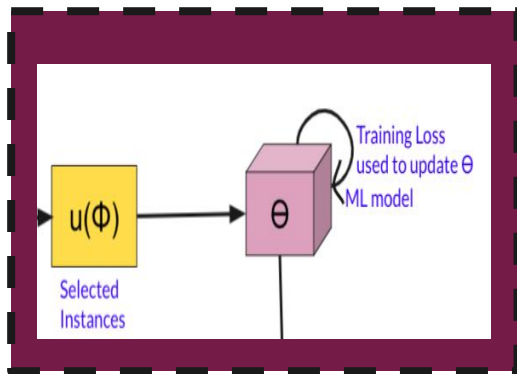 Training Loss
used to update Θ
ML model
u(Φ)
Θ
Selected
Instances